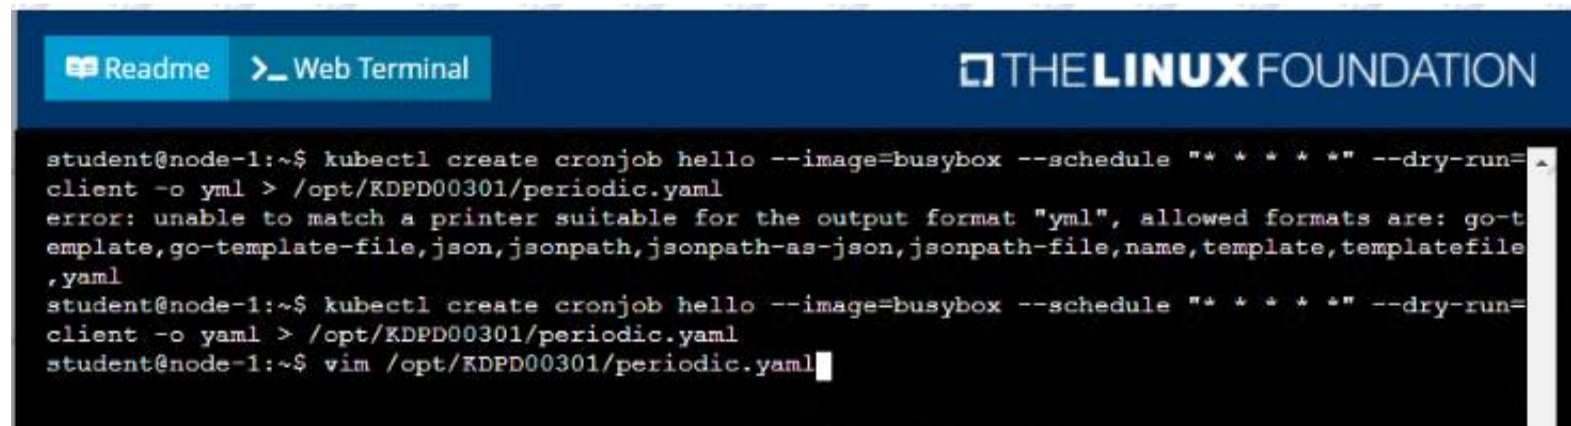 Readme >_ Web Terminal THE LINUX FOUNDATION
student@node-1:~$ kubectl create cronjob hello --image=busybox --schedule "* * * * *" --dry-run=
client -o yml > /opt/KDPD00301/periodic.yaml
error: unable to match a printer suitable for the output format "yml", allowed formats are: go-t
emplate,go-template-file,json,jsonpath,jsonpath-as-json,jsonpath-file,name,template,templatefile
,yaml
student@node-1:~$ kubectl create cronjob hello --image=busybox --schedule "* * * * *" --dry-run=
client -o yaml > /opt/KDPD00301/periodic.yaml
student@node-1:~$ vim /opt/KDPD00301/periodic.yaml